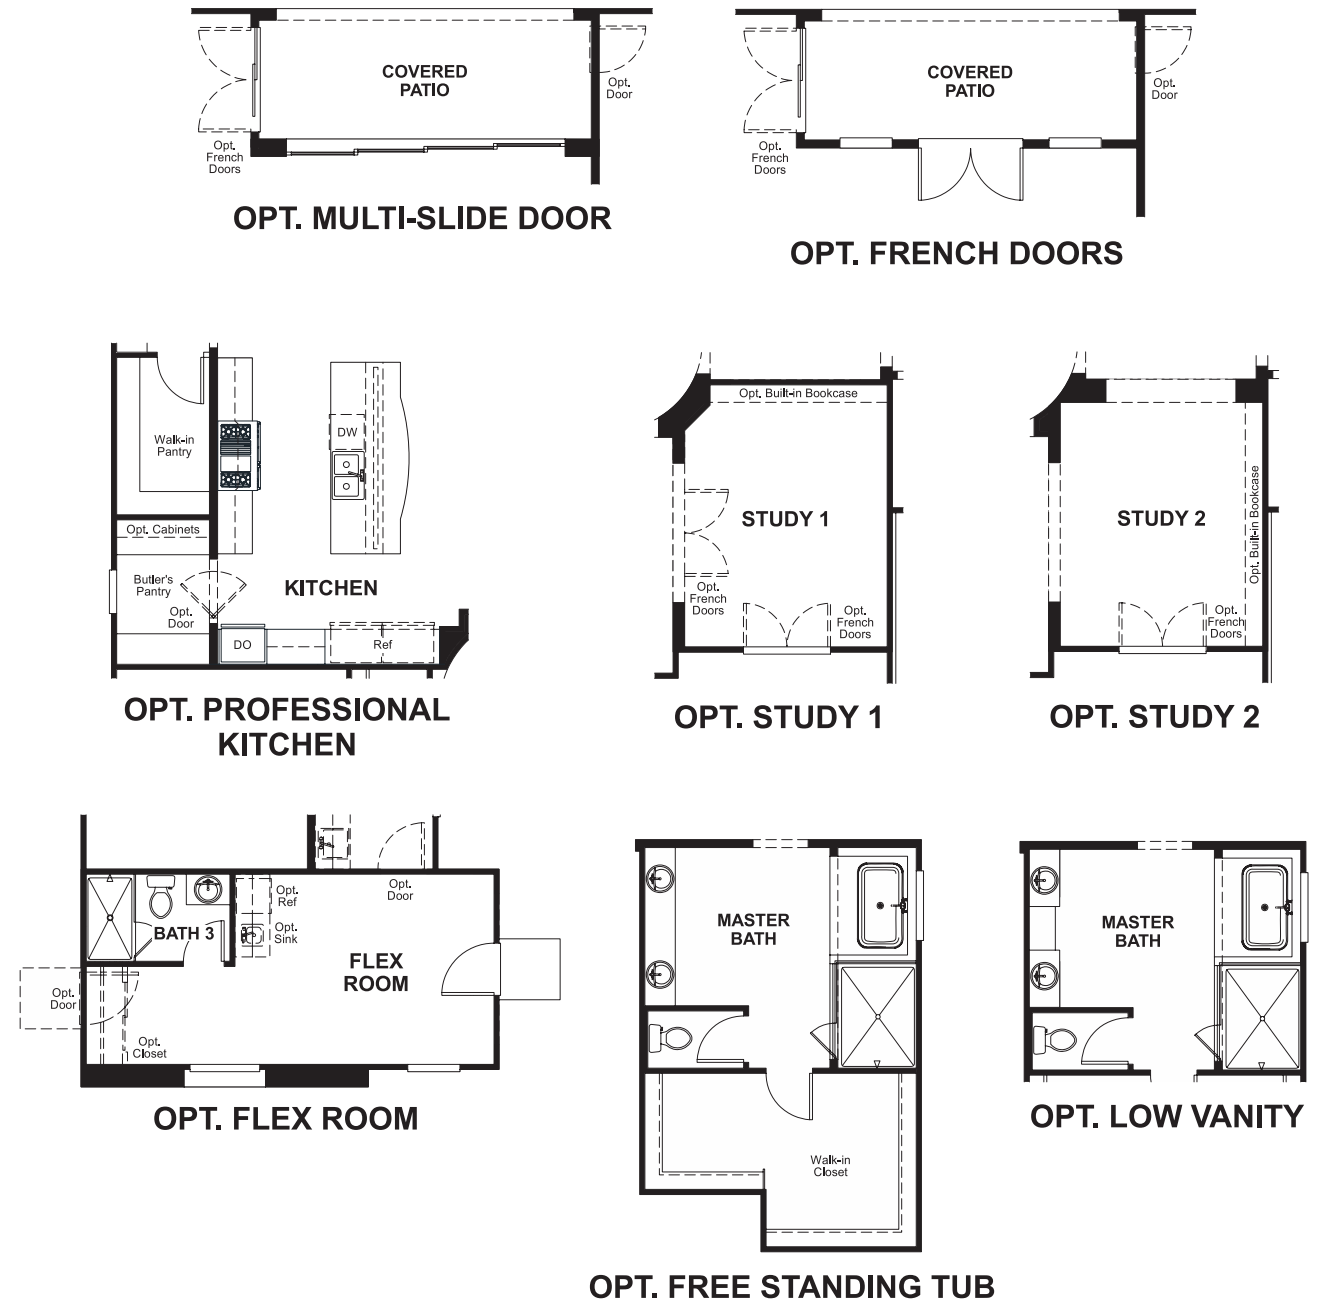 COVERED
PATIO
Opt.
Door
Opt.
French
Doors
OPT. MULTI-SLIDE DOOR
COVERED
PATIO
Opt.
Door
Opt.
French
Doors
OPT. FRENCH DOORS
DW
Walk-in
Pantry
Opt. Cabinets
Butler's
Pantry
Opt.
Door
KITCHEN
DO
Ref
OPT. PROFESSIONAL
KITCHEN
Opt. Built-in Bookcase
STUDY 1
Opt.
French
Doors
Opt.
French
Doors
OPT. STUDY 1
STUDY 2
Opt. Built-in Bookcase
Opt.
French
Doors
OPT. STUDY 2
Opt.
Ref
Opt.
Door
BATH 3
Opt.
Sink
FLEX
ROOM
Opt.
Door
Opt.
Closet
OPT. FLEX ROOM
MASTER
BATH
Walk-in
Closet
OPT. FREE STANDING TUB
MASTER
BATH
OPT. LOW VANITY